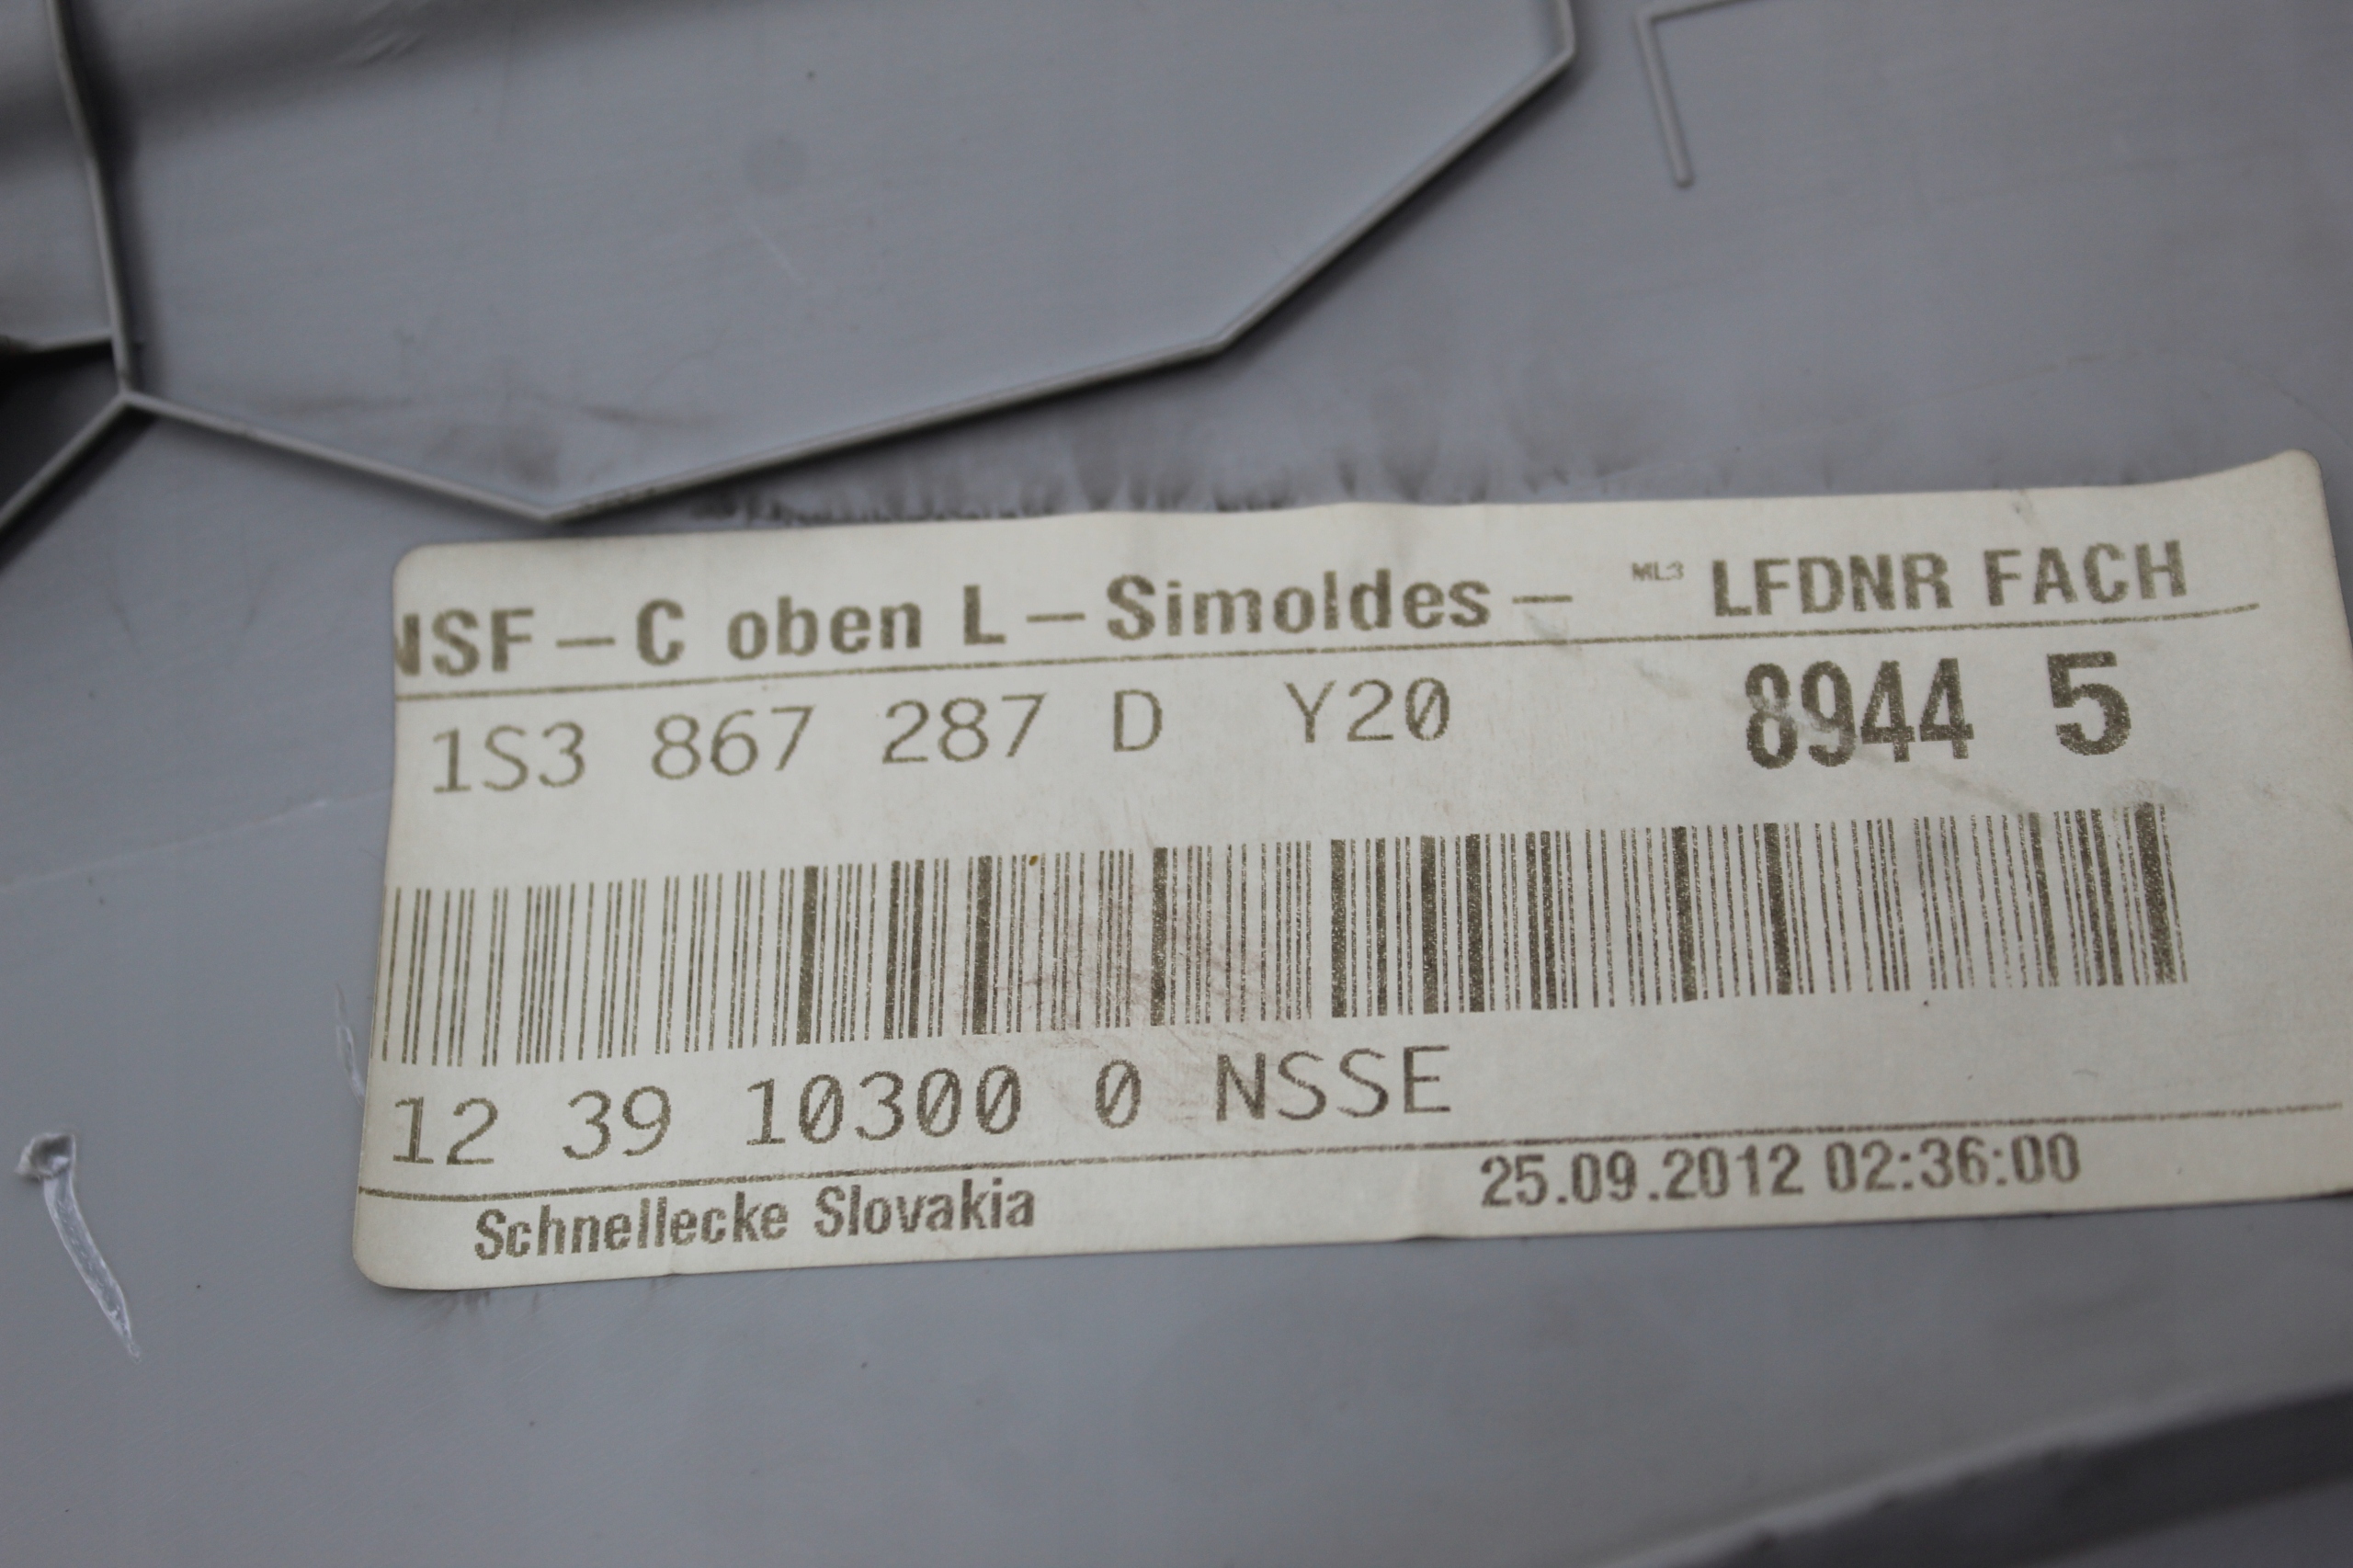 NSF – C oben L – Simoldes – ML3 LFDNR FACH
1S3 867 287 D Y20 8944 5
12 39 10300 0 NSSE
Schnellecke Slovakia 25.09.2012 02:36:00